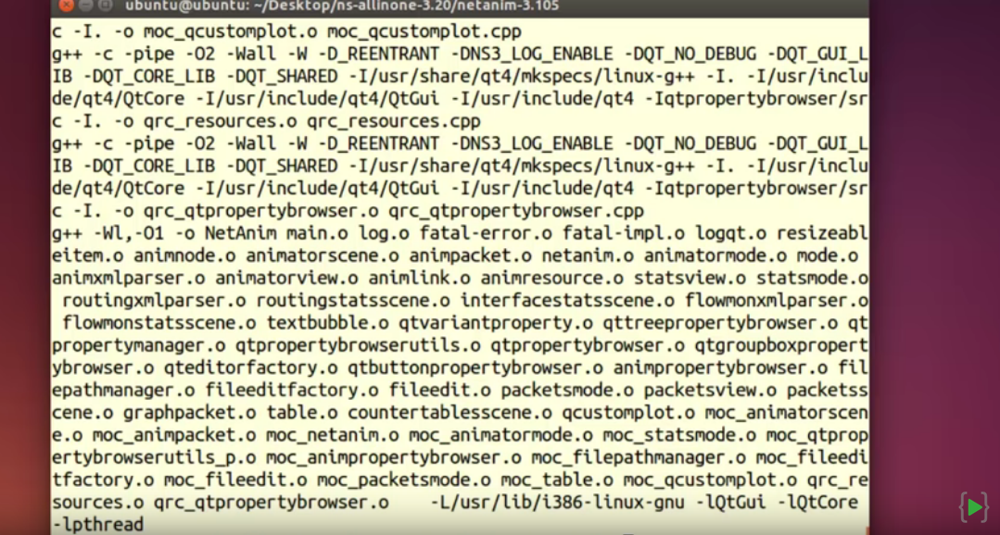 ubuntu@ubuntu: ~/Desktop/ns-allinone-3.20/netanim-3.105
c -I. -o moc_qcustomplot.o moc_qcustomplot.cpp
g++ -c -pipe -O2 -Wall -W -D_REENTRANT -DNS3_LOG_ENABLE -DQT_NO_DEBUG -DQT_GUI_L
IB -DQT_CORE_LIB -DQT_SHARED -I/usr/share/qt4/mkspecs/linux-g++ -I. -I/usr/inclu
de/qt4/QtCore -I/usr/include/qt4/QtGui -I/usr/include/qt4 -Iqtpropertybrowser/sr
c -I. -o qrc_resources.o qrc_resources.cpp
g++ -c -pipe -O2 -Wall -W -D_REENTRANT -DNS3_LOG_ENABLE -DQT_NO_DEBUG -DQT_GUI_L
IB -DQT_CORE_LIB -DQT_SHARED -I/usr/share/qt4/mkspecs/linux-g++ -I. -I/usr/inclu
de/qt4/QtCore -I/usr/include/qt4/QtGui -I/usr/include/qt4 -Iqtpropertybrowser/sr
c -I. -o qrc_qtpropertybrowser.o qrc_qtpropertybrowser.cpp
g++ -Wl,-O1 -o NetAnim main.o log.o fatal-error.o fatal-impl.o logqt.o resizeabl
eitem.o animnode.o animatorscene.o animpacket.o netanim.o animatormode.o mode.o
animxmlparser.o animatorview.o animlink.o animresource.o statsview.o statsmode.o
 routingxmlparser.o routingstatsscene.o interfacestatsscene.o flowmonxmlparser.o
 flowmonstatsscene.o textbubble.o qtvariantproperty.o qttreepropertybrowser.o qt
propertymanager.o qtpropertybrowserutils.o qtpropertybrowser.o qtgroupboxpropert
ybrowser.o qteditorfactory.o qtbuttonpropertybrowser.o animpropertybrowser.o fil
epathmanager.o fileeditfactory.o fileedit.o packetsmode.o packetsview.o packetss
cene.o graphpacket.o table.o countertablesscene.o qcustomplot.o moc_animatorscen
e.o moc_animpacket.o moc_netanim.o moc_animatormode.o moc_statsmode.o moc_qtprop
ertybrowserutils_p.o moc_animpropertybrowser.o moc_filepathmanager.o moc_fileedi
tfactory.o moc_fileedit.o moc_packetsmode.o moc_table.o moc_qcustomplot.o qrc_re
sources.o qrc_qtpropertybrowser.o    -L/usr/lib/i386-linux-gnu -lQtGui -lQtCore
-lpthread